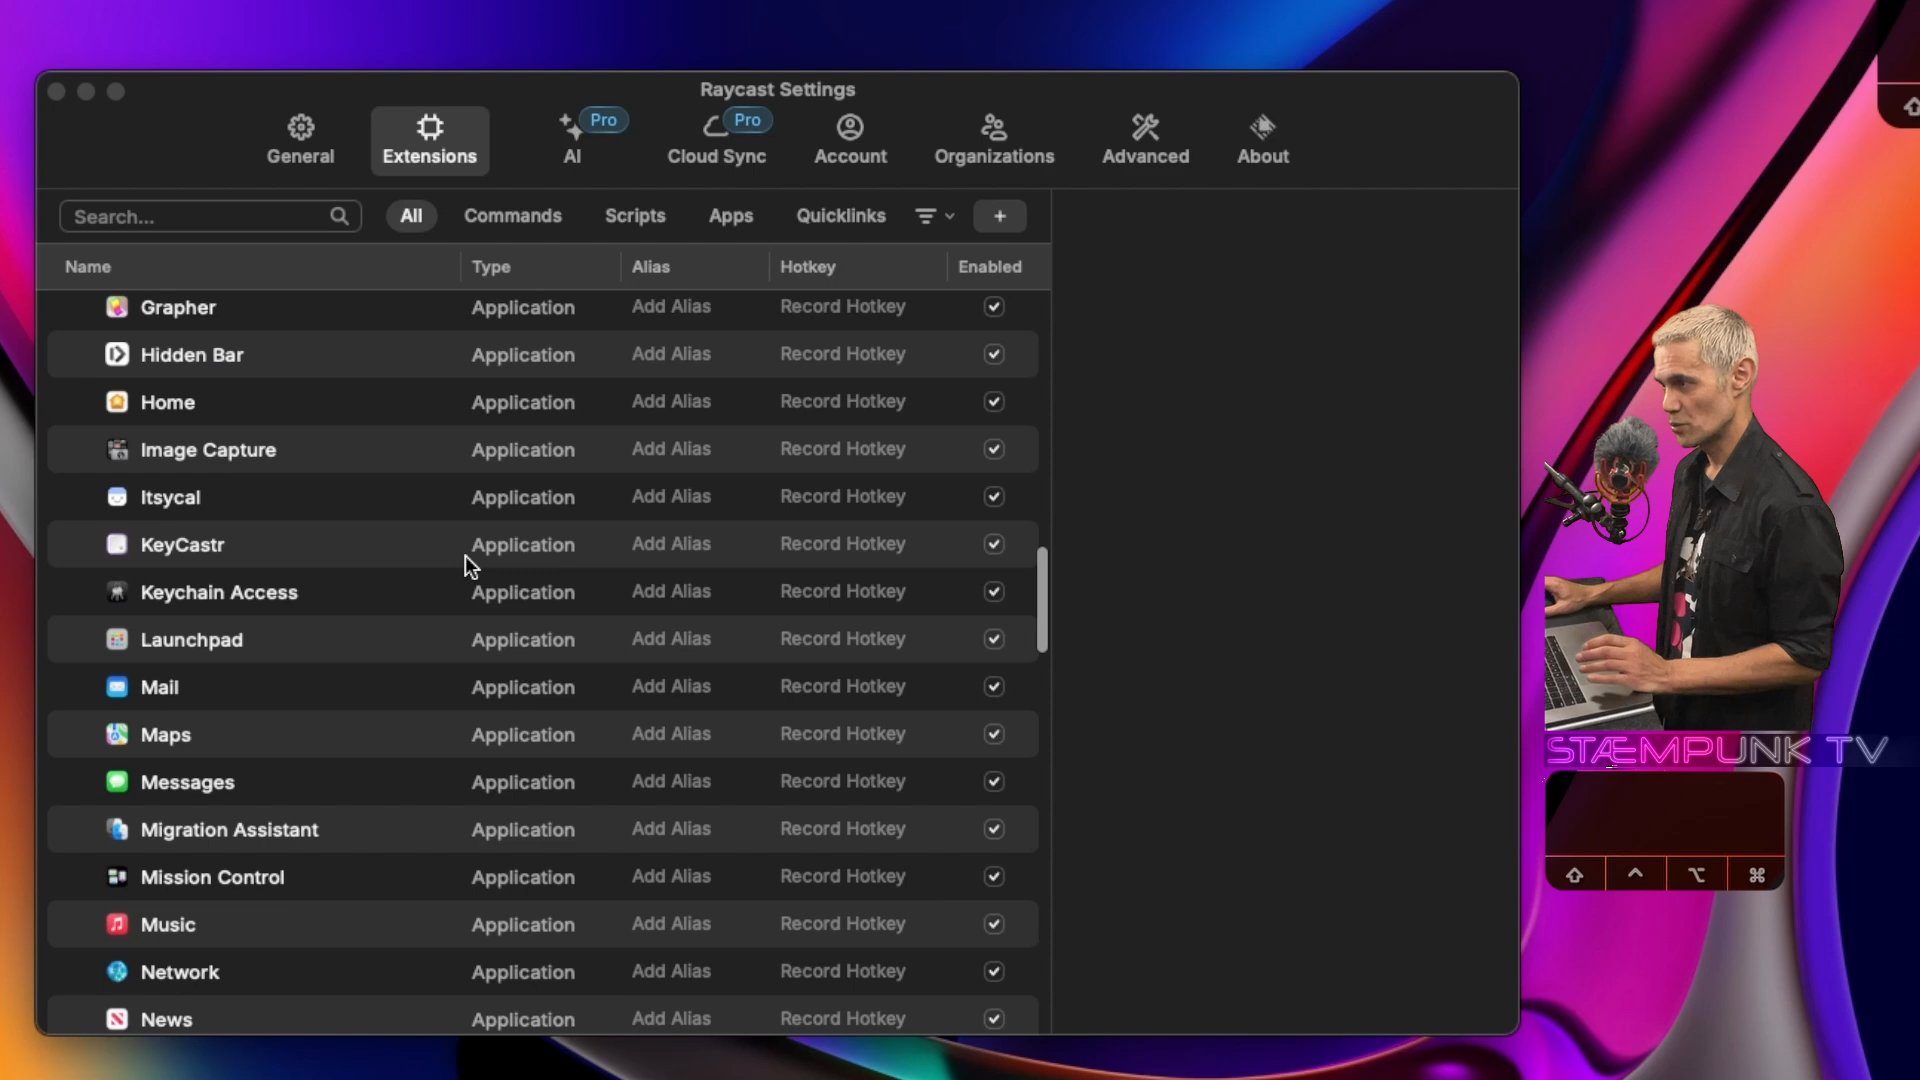 Raycast Settings
General
Extensions
Pro
AI
Pro
Cloud Sync
Account
Organizations
Advanced
About
Search...
All
Commands
Scripts
Apps
Quicklinks
+
Name Type Alias Hotkey Enabled
Grapher Application Add Alias Record Hotkey
Hidden Bar Application Add Alias Record Hotkey
Home Application Add Alias Record Hotkey
Image Capture Application Add Alias Record Hotkey
Itsycal Application Add Alias Record Hotkey
KeyCastr Application Add Alias Record Hotkey
Keychain Access Application Add Alias Record Hotkey
Launchpad Application Add Alias Record Hotkey
Mail Application Add Alias Record Hotkey
Maps Application Add Alias Record Hotkey
Messages Application Add Alias Record Hotkey
Migration Assistant Application Add Alias Record Hotkey
Mission Control Application Add Alias Record Hotkey
Music Application Add Alias Record Hotkey
Network Application Add Alias Record Hotkey
News Application Add Alias Record Hotkey
STÆMPUNK TV
⇧ ^ ⌥ ⌘